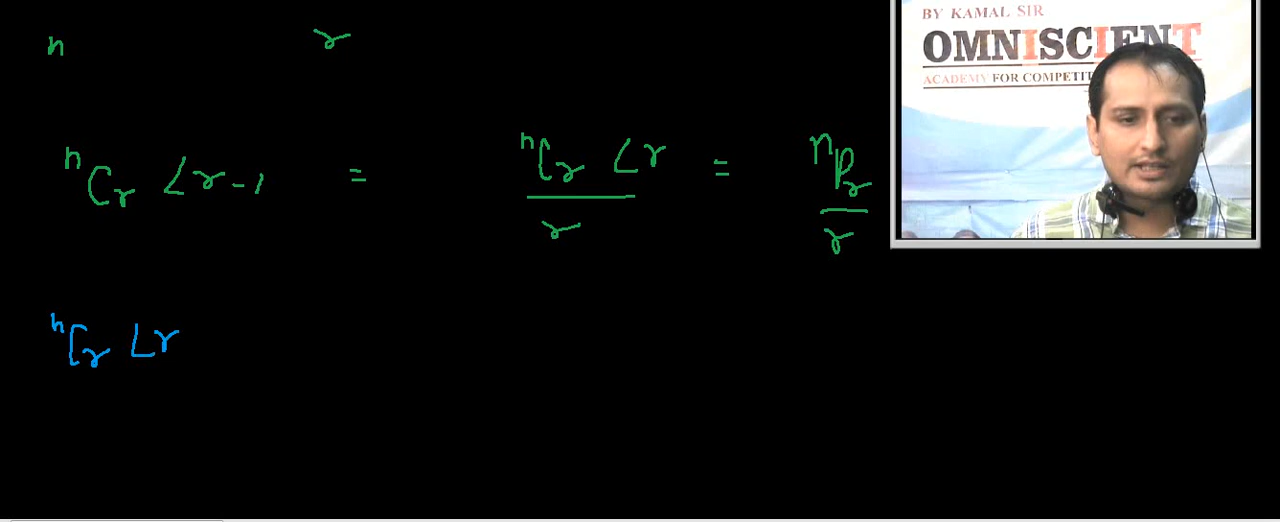 BY KAMAL SIR
OMNISCIENT
ACADEMY FOR COMPETIT
n r
ⁿCᵣ ∠r-1 = ⁿCᵣ ∠r / r = ⁿPᵣ / r
ⁿCᵣ ∠r